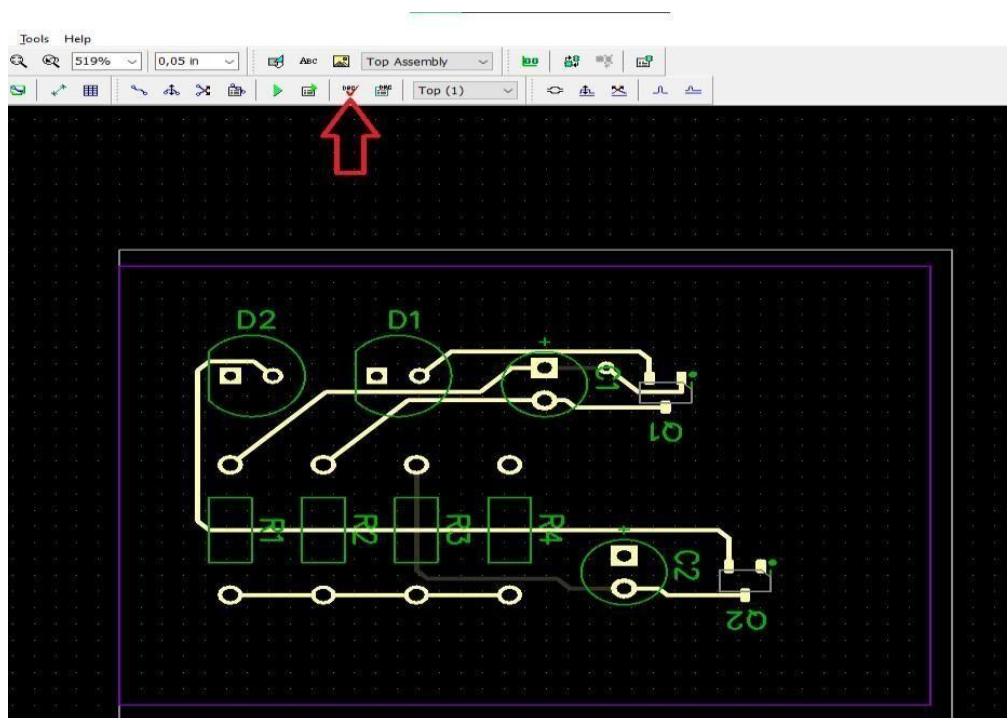 Tools Help
519% 0,05 in ABC Top Assembly
DRC Top (1)
D2 D1
+
C1
Q1
R1 R2 R3 R4
+
C2
Q2